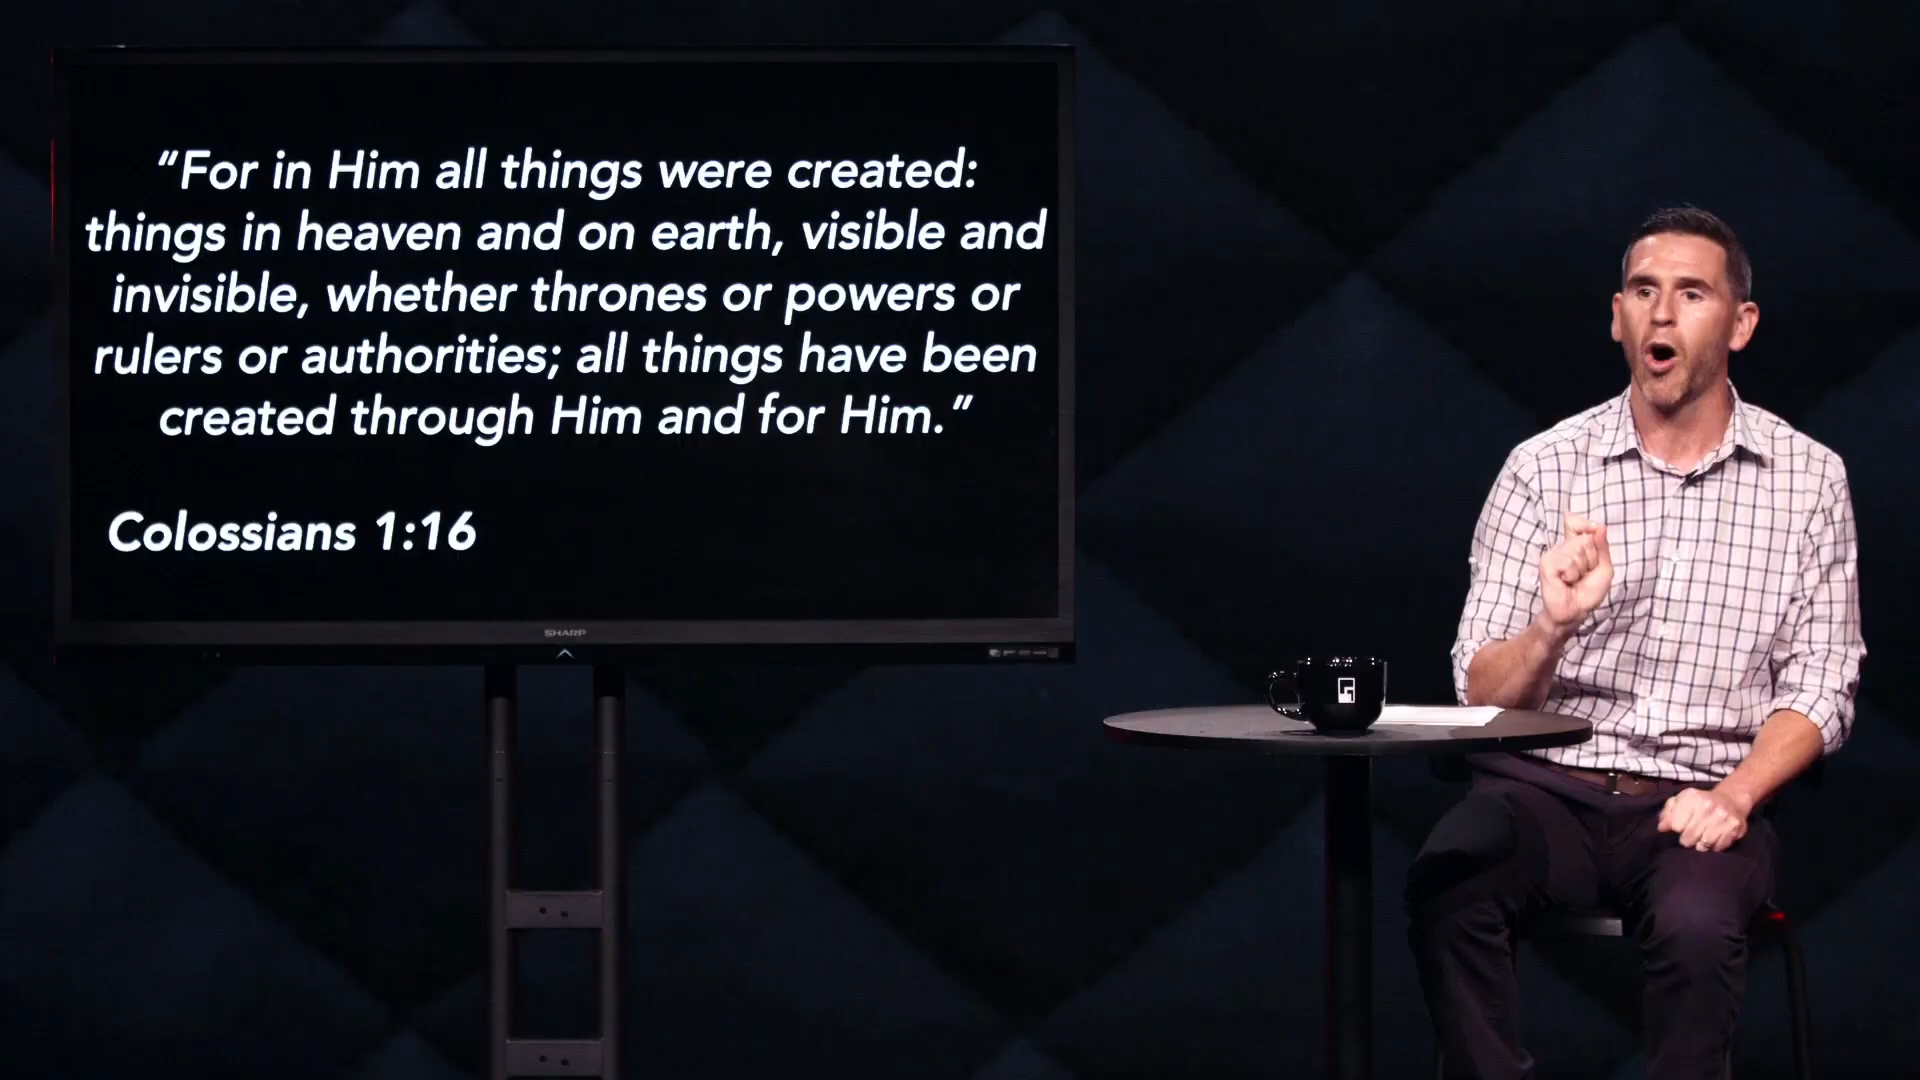 “For in Him all things were created:
things in heaven and on earth, visible and
invisible, whether thrones or powers or
rulers or authorities; all things have been
created through Him and for Him.”
Colossians 1:16
SHARP